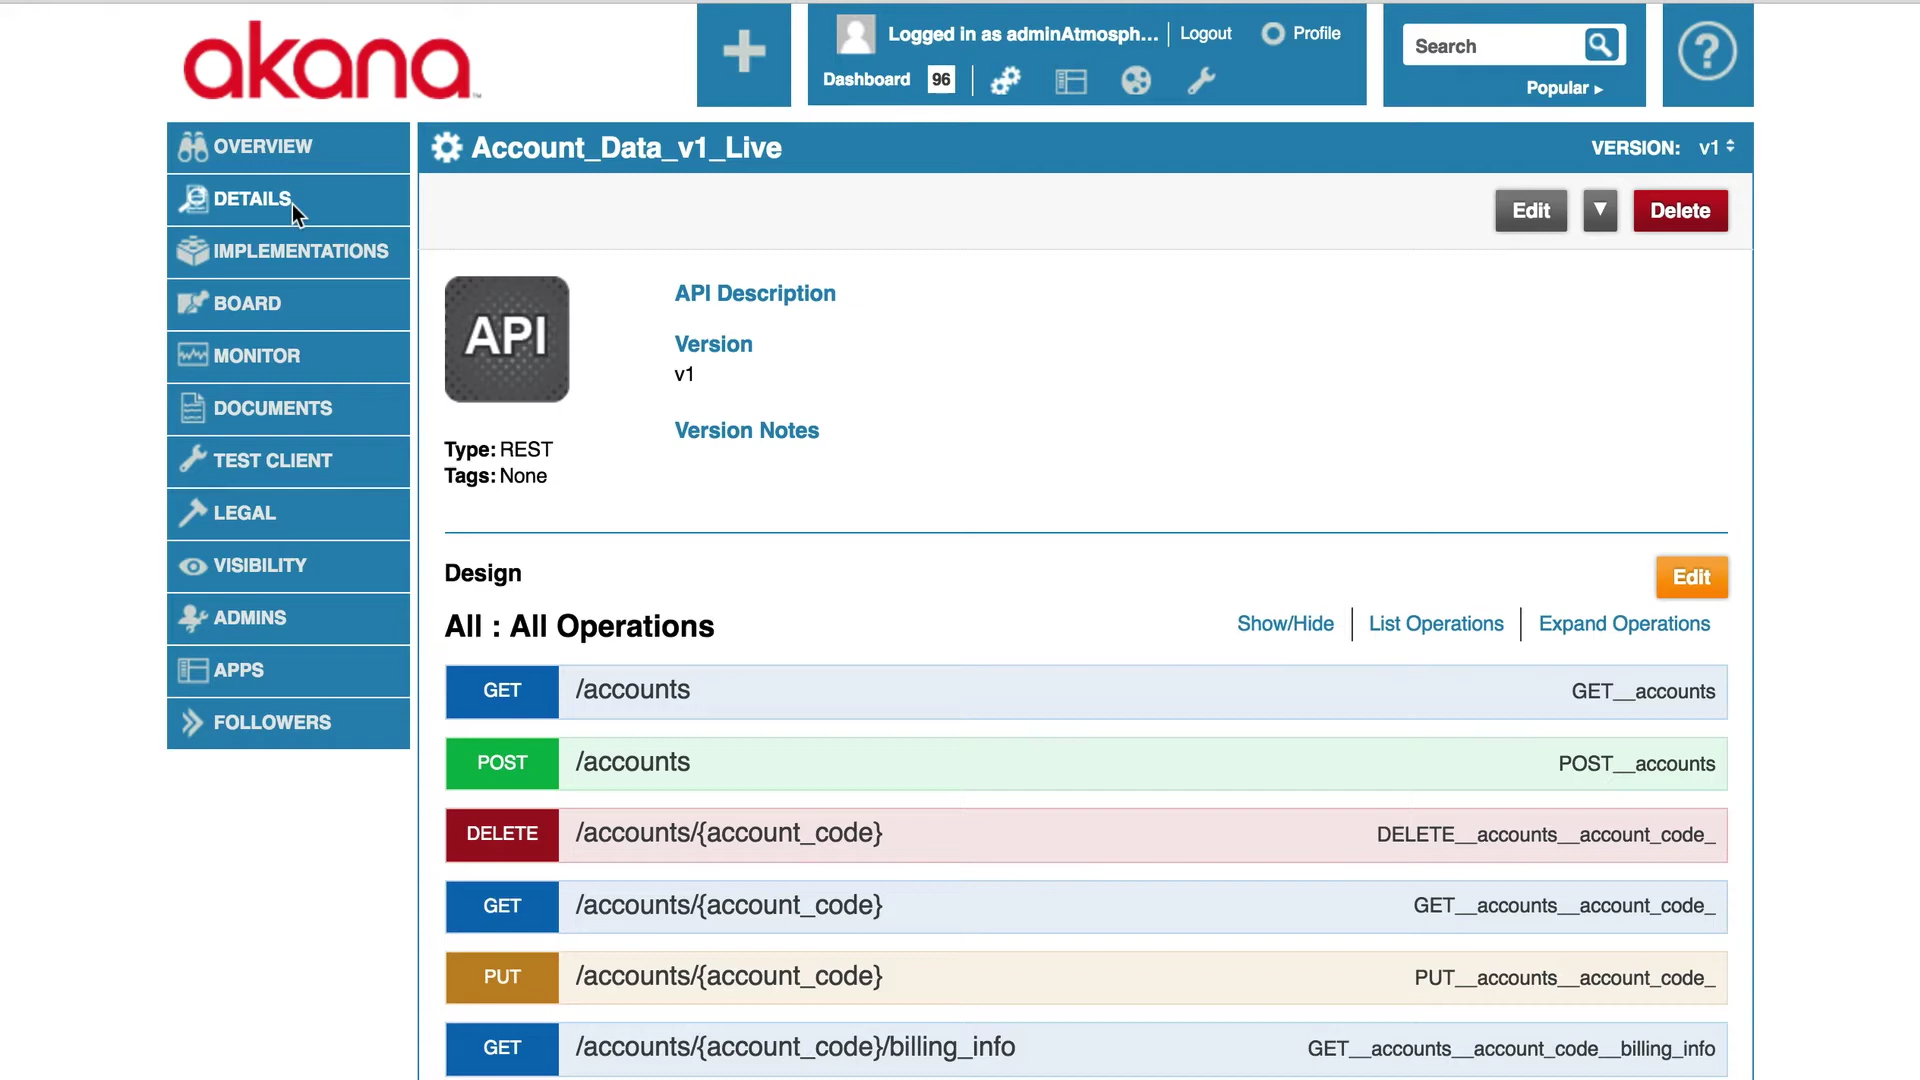 akana™
Logged in as adminAtmosph... Logout Profile
Dashboard 96
Search
Popular ▸
?
OVERVIEW
DETAILS
IMPLEMENTATIONS
BOARD
MONITOR
DOCUMENTS
TEST CLIENT
LEGAL
VISIBILITY
ADMINS
APPS
FOLLOWERS
Account_Data_v1_Live
VERSION: v1
Edit ▼ Delete
API
Type: REST
Tags: None
API Description
Version
v1
Version Notes
Design
Edit
All : All Operations
Show/Hide List Operations Expand Operations
GET /accounts GET__accounts
POST /accounts POST__accounts
DELETE /accounts/{account_code} DELETE__accounts__account_code_
GET /accounts/{account_code} GET__accounts__account_code_
PUT /accounts/{account_code} PUT__accounts__account_code_
GET /accounts/{account_code}/billing_info GET__accounts__account_code__billing_info